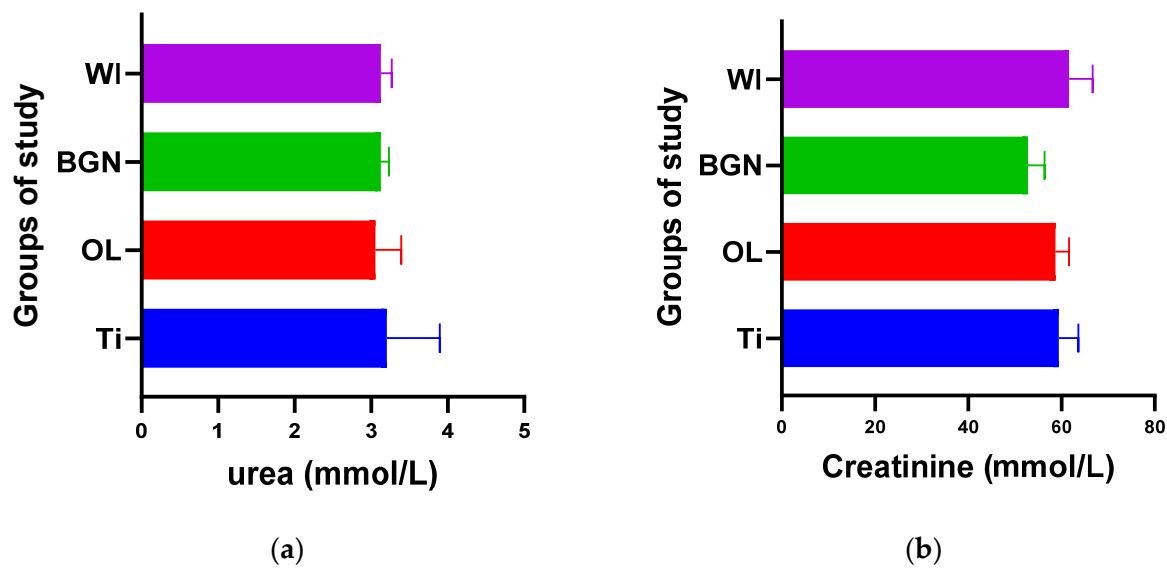 Groups of study
WI
BGN
OL
Ti
0 1 2 3 4 5
urea (mmol/L)
(a)
Groups of study
WI
BGN
OL
Ti
0 20 40 60 80
Creatinine (mmol/L)
(b)